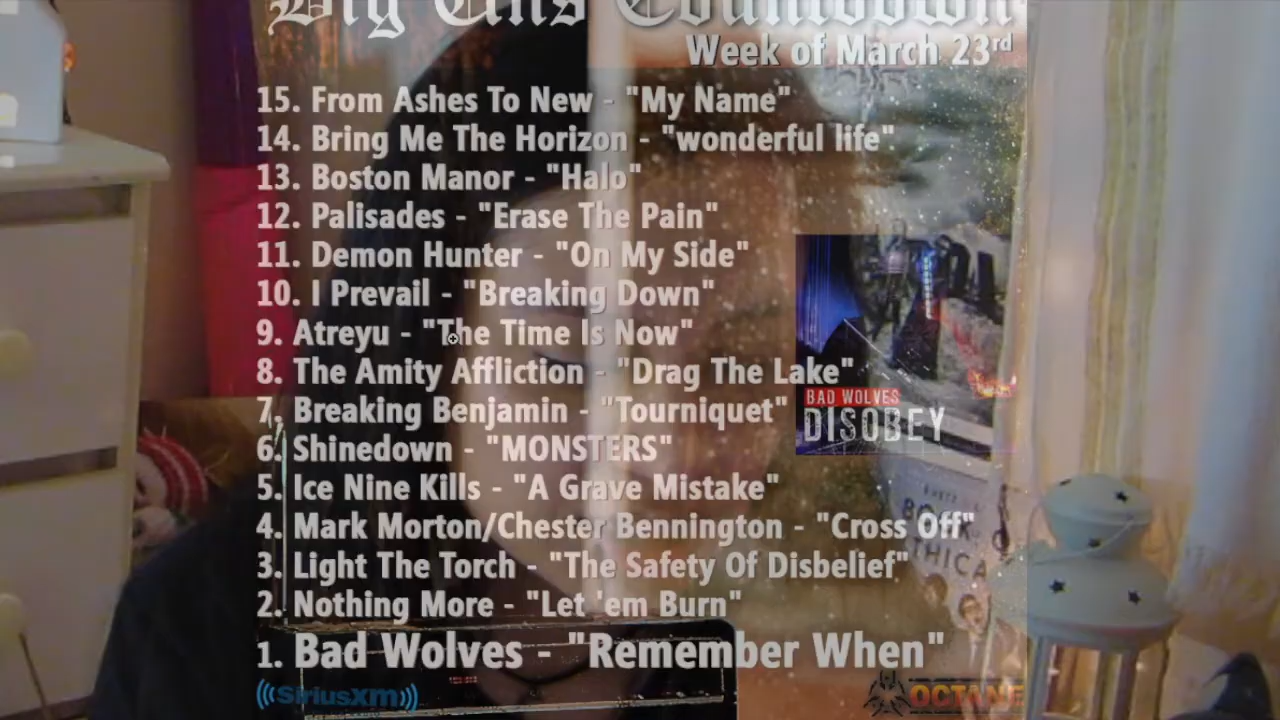 Big Uns Countdown
Week of March 23rd
15. From Ashes To New - "My Name"
14. Bring Me The Horizon - "wonderful life"
13. Boston Manor - "Halo"
12. Palisades - "Erase The Pain"
11. Demon Hunter - "On My Side"
10. I Prevail - "Breaking Down"
9. Atreyu - "The Time Is Now"
8. The Amity Affliction - "Drag The Lake"
7. Breaking Benjamin - "Tourniquet"
6. Shinedown - "MONSTERS"
5. Ice Nine Kills - "A Grave Mistake"
4. Mark Morton/Chester Bennington - "Cross Off"
3. Light The Torch - "The Safety Of Disbelief"
2. Nothing More - "Let 'em Burn"
1. Bad Wolves - "Remember When"
BAD WOLVES
DISOBEY
((SiriusXM))
OCTANE